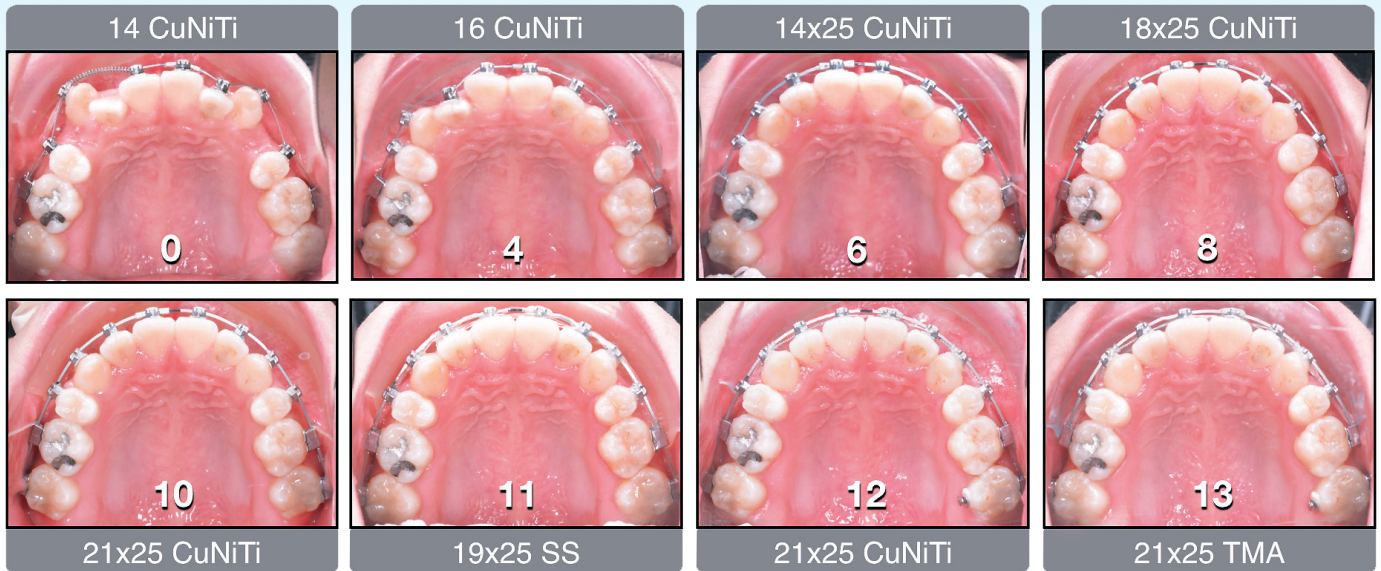 14 CuNiTi
16 CuNiTi
14x25 CuNiTi
18x25 CuNiTi
0
4
6
8
10
11
12
13
21x25 CuNiTi
19x25 SS
21x25 CuNiTi
21x25 TMA